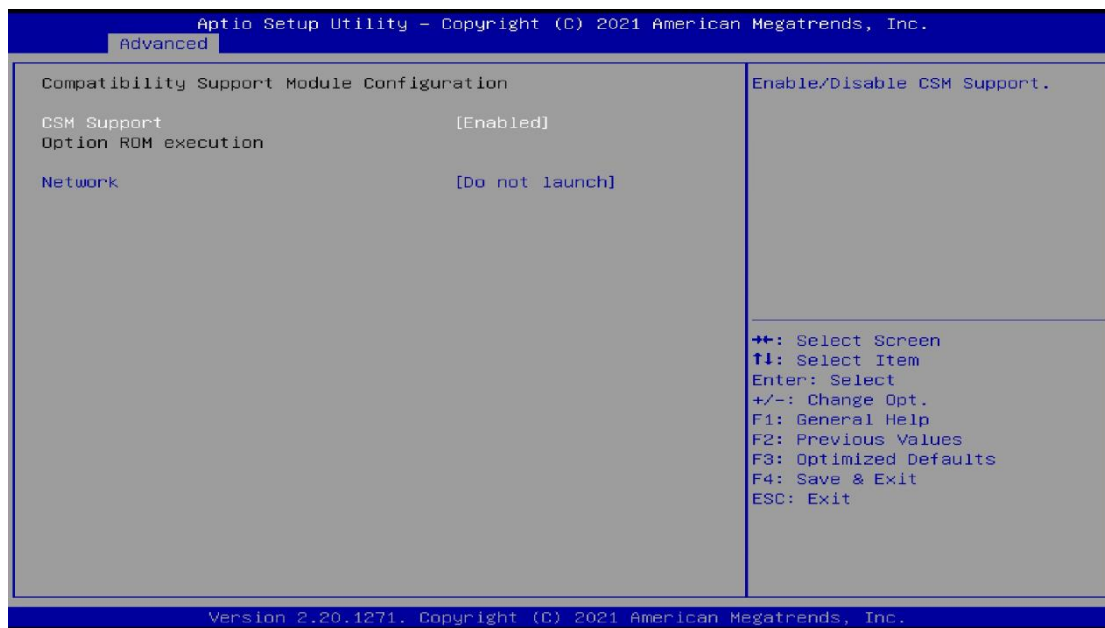 Aptio Setup Utility – Copyright (C) 2021 American Megatrends, Inc.
Advanced
Compatibility Support Module Configuration
CSM Support [Enabled]
Option ROM execution
Network [Do not launch]
Enable/Disable CSM Support.
→←: Select Screen
↑↓: Select Item
Enter: Select
+/-: Change Opt.
F1: General Help
F2: Previous Values
F3: Optimized Defaults
F4: Save & Exit
ESC: Exit
Version 2.20.1271. Copyright (C) 2021 American Megatrends, Inc.